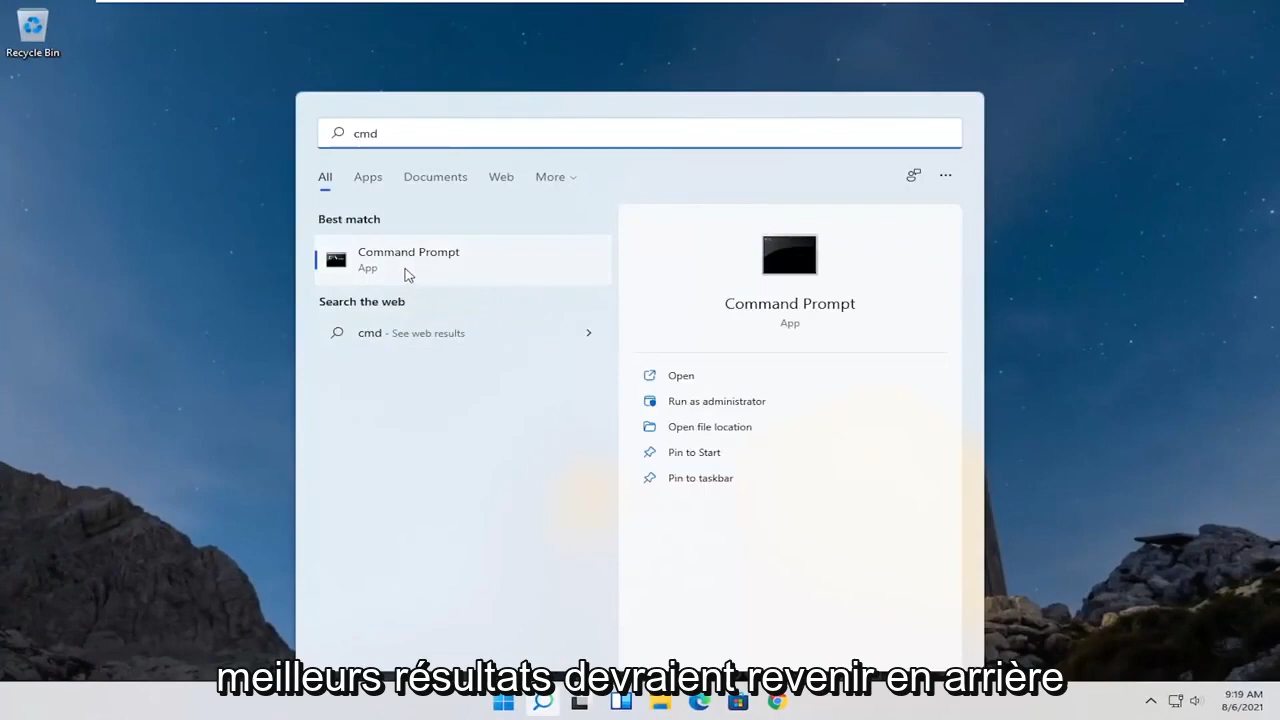 Recycle Bin
cmd
All Apps Documents Web More
Best match
Command Prompt
App
Search the web
cmd - See web results
Command Prompt
App
Open
Run as administrator
Open file location
Pin to Start
Pin to taskbar
meilleurs résultats devraient revenir en arrière
9:19 AM
8/6/2021